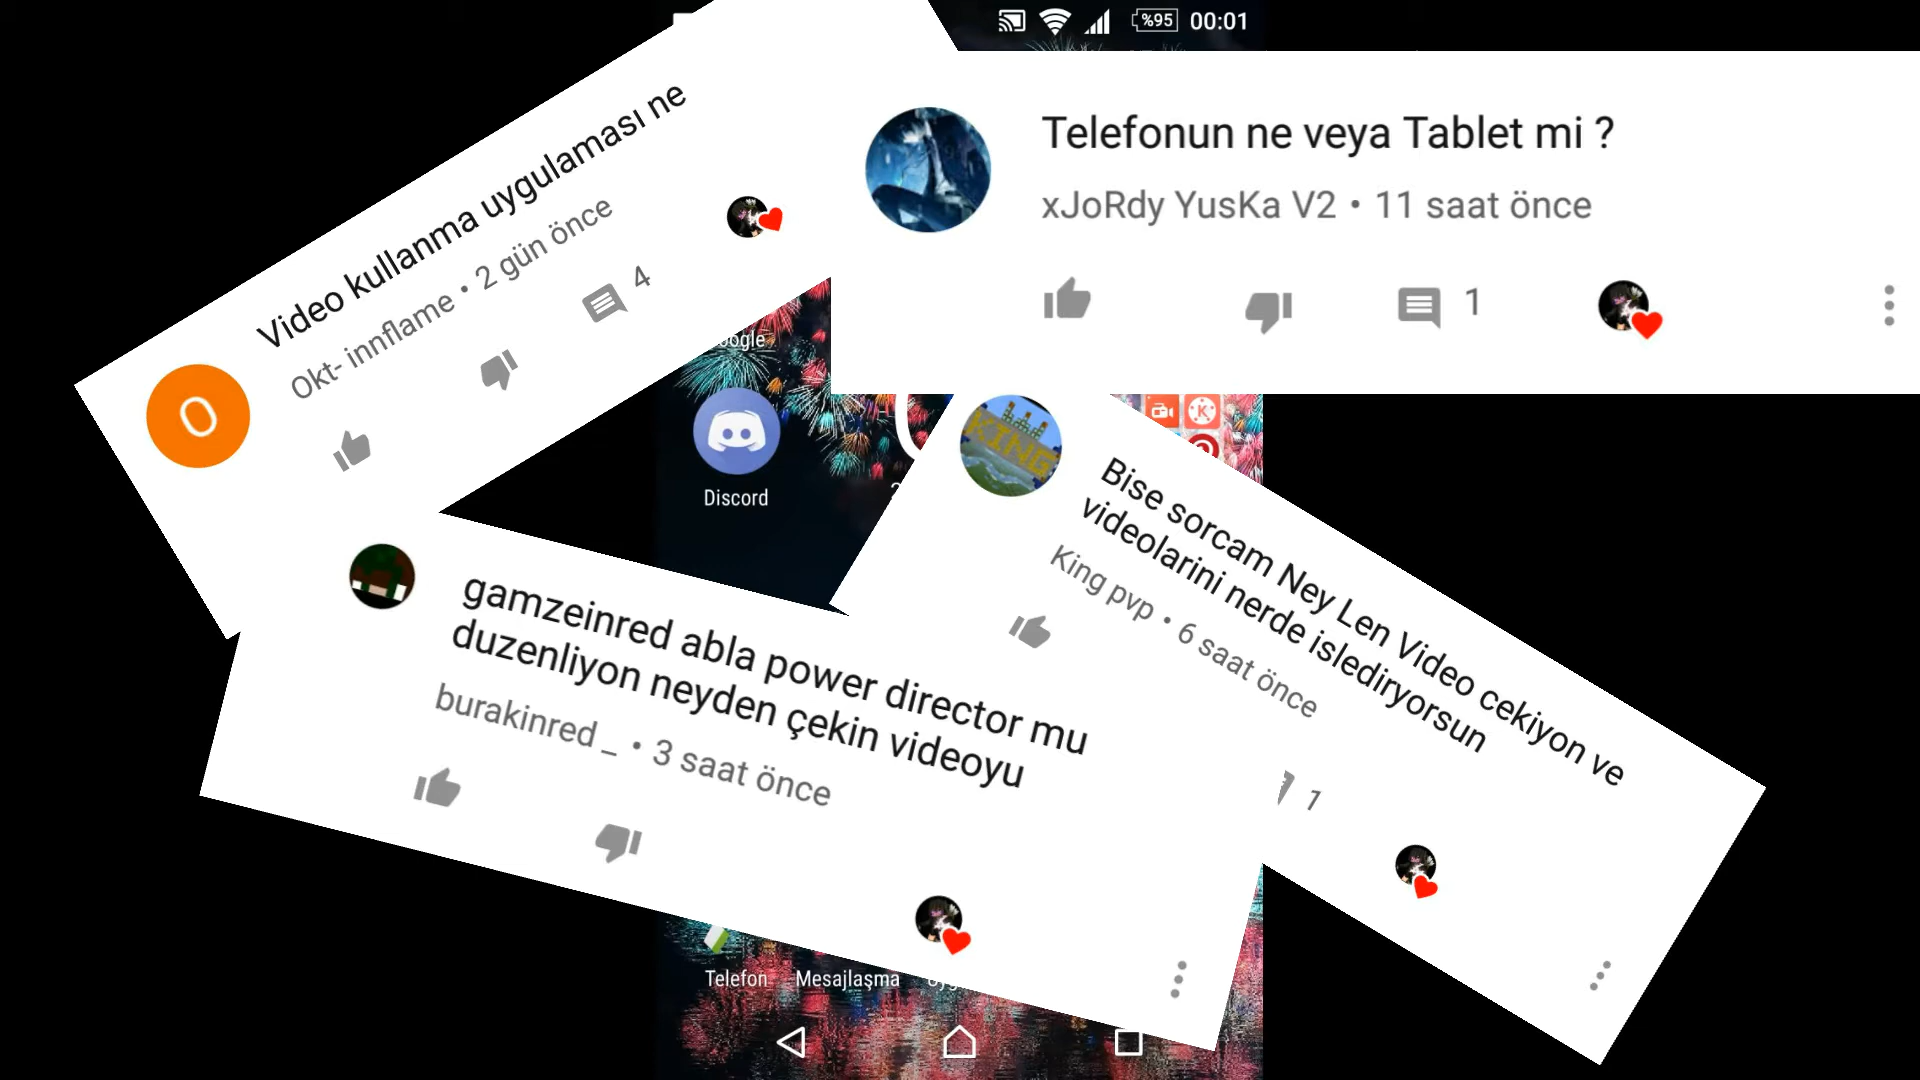 %95 00:01
Video kullanma uygulaması ne
Okt- innflame • 2 gün önce
4
O
Telefonun ne veya Tablet mi ?
xJoRdy YusKa V2 • 11 saat önce
1
Discord
KING
Bise sorcam Ney Len Video cekiyon ve
videolarini nerde islediryorsun
King pvp • 6 saat önce
1
gamzeinred abla power director mu
duzenliyon neyden çekin videoyu
burakinred_ • 3 saat önce
Telefon Mesajlaşma